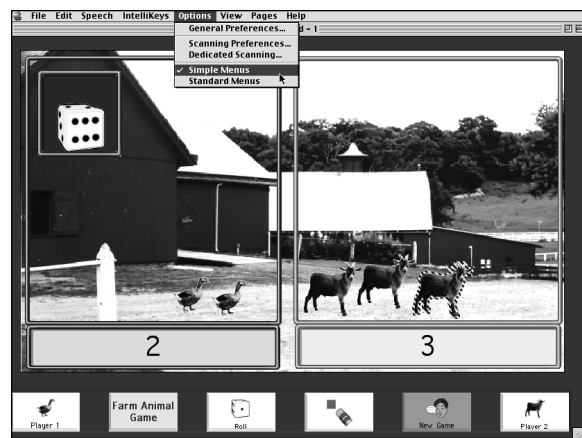 File Edit Speech IntelliKeys Options View Pages Help
d - 1
General Preferences...
Scanning Preferences...
Dedicated Scanning...
✓ Simple Menus
Standard Menus
2
3
Player 1
Farm Animal
Game
Roll
New Game
Player 2